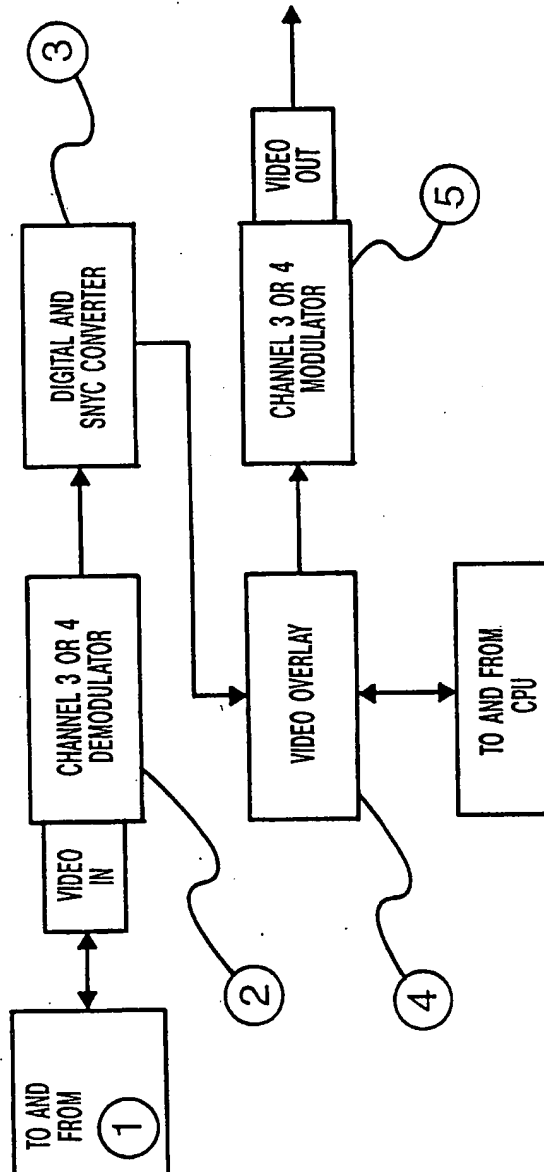 TO AND
FROM
1
VIDEO
IN
CHANNEL 3 OR 4
DEMODULATOR
2
DIGITAL AND
SNYC CONVERTER
3
VIDEO OVERLAY
4
TO AND FROM
CPU
CHANNEL 3 OR 4
MODULATOR
5
VIDEO
OUT